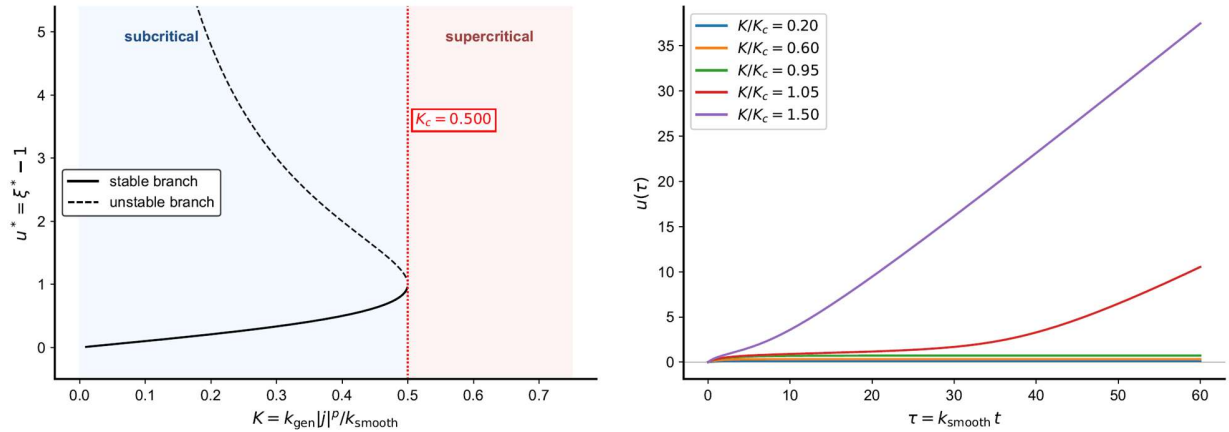 5
4
3
2
1
0
u* = ξ* − 1
subcritical
supercritical
K_c = 0.500
stable branch
unstable branch
0.0 0.1 0.2 0.3 0.4 0.5 0.6 0.7
K = k_gen|j|^p/k_smooth
35
30
25
20
15
10
5
0
u(τ)
K/K_c = 0.20
K/K_c = 0.60
K/K_c = 0.95
K/K_c = 1.05
K/K_c = 1.50
0 10 20 30 40 50 60
τ = k_smooth t